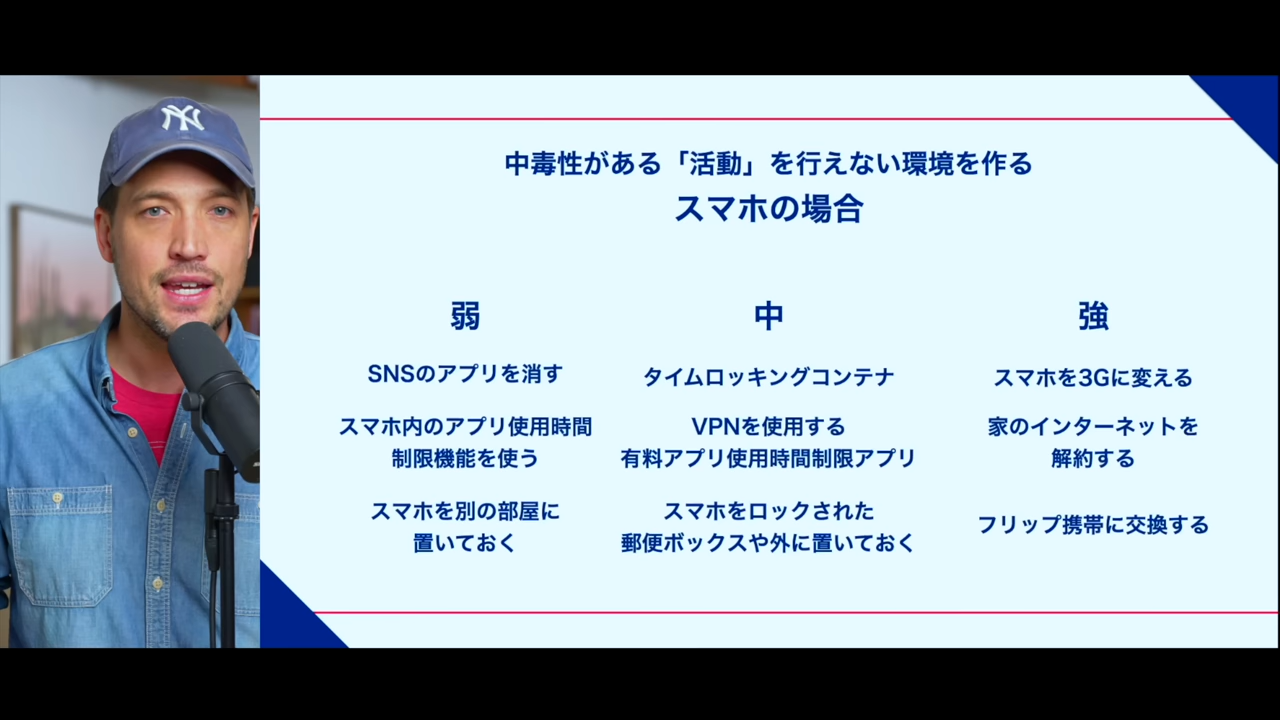 NY
中毒性がある「活動」を行えない環境を作る
スマホの場合
弱
SNSのアプリを消す
スマホ内のアプリ使用時間
制限機能を使う
スマホを別の部屋に
置いておく
中
タイムロッキングコンテナ
VPNを使用する
有料アプリ使用時間制限アプリ
スマホをロックされた
郵便ボックスや外に置いておく
強
スマホを3Gに変える
家のインターネットを
解約する
フリップ携帯に交換する